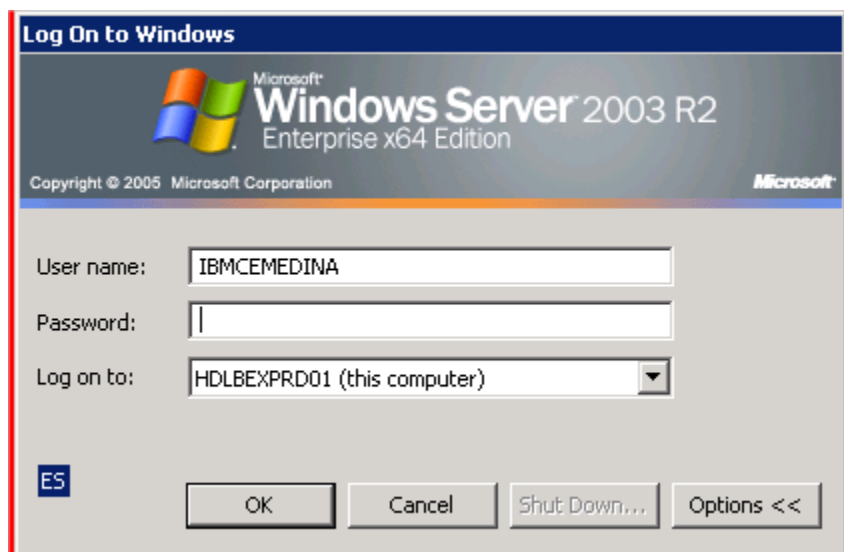 Log On to Windows
Microsoft
Windows Server 2003 R2
Enterprise x64 Edition
Copyright © 2005 Microsoft Corporation
Microsoft
User name:
IBMCEMEDINA
Password:
Log on to:
HDLBEXPRD01 (this computer)
ES
OK
Cancel
Shut Down...
Options <<